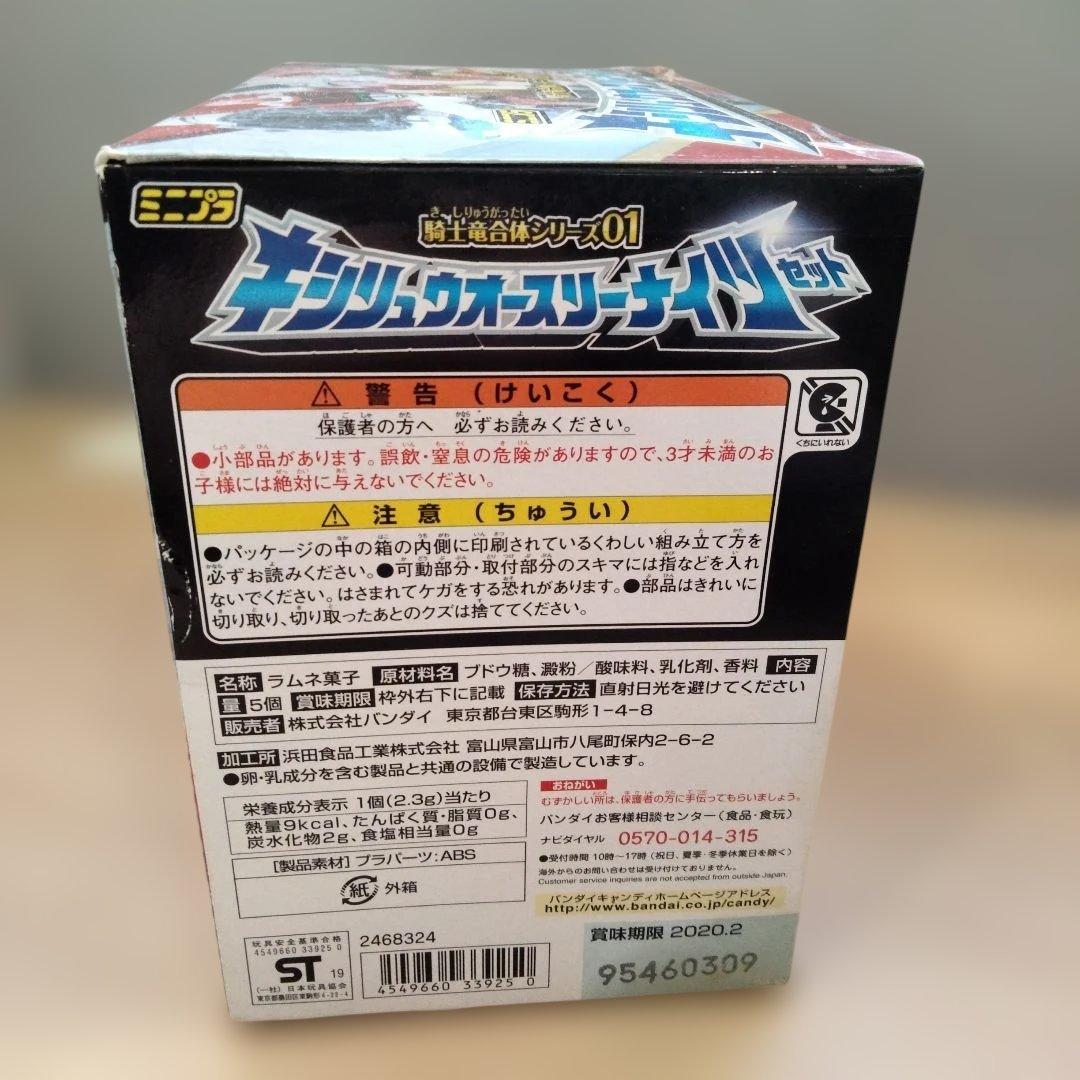 ミニプラ
騎士竜合体シリーズ01
きしりゅうがったい
キシリュウオースリーナイツセット
⚠ 警告（けいこく）
保護者の方へ 必ずお読みください。
●小部品があります。誤飲・窒息の危険がありますので、3才未満のお
子様には絶対に与えないでください。
くちにいれない
⚠ 注意（ちゅうい）
●パッケージの中の箱の内側に印刷されているくわしい組み立て方を
必ずお読みください。●可動部分・取付部分のスキマには指などを入れ
ないでください。はさまれてケガをする恐れがあります。●部品はきれいに
切り取り、切り取ったあとのクズは捨ててください。
名称 ラムネ菓子 原材料名 ブドウ糖、澱粉／酸味料、乳化剤、香料 内容
量 5個 賞味期限 枠外右下に記載 保存方法 直射日光を避けてください
販売者 株式会社バンダイ 東京都台東区駒形1-4-8
加工所 浜田食品工業株式会社 富山県富山市八尾町保内2-6-2
●卵・乳成分を含む製品と共通の設備で製造しています。
栄養成分表示 1個(2.3g)当たり
熱量9kcal、たんぱく質・脂質0g、
炭水化物2g、食塩相当量0g
[製品素材] プラパーツ:ABS
紙 外箱
おねがい
むずかしい所は、保護者の方に手伝ってもらいましょう。
バンダイお客様相談センター（食品・食玩）
ナビダイヤル 0570-014-315
●受付時間 10時〜17時（祝日、夏季・冬季休業日を除く）
海外からのお問い合わせは受け付けておりません。
Customer service inquiries are not accepted from outside Japan.
バンダイキャンディホームページアドレス
http://www.bandai.co.jp/candy/
玩具安全基準合格
4549660 33925 0
ST 19
(一社) 日本玩具協会
東京都墨田区東駒形4-22-4
2468324
4549660 33925 0
賞味期限 2020.2
95460309